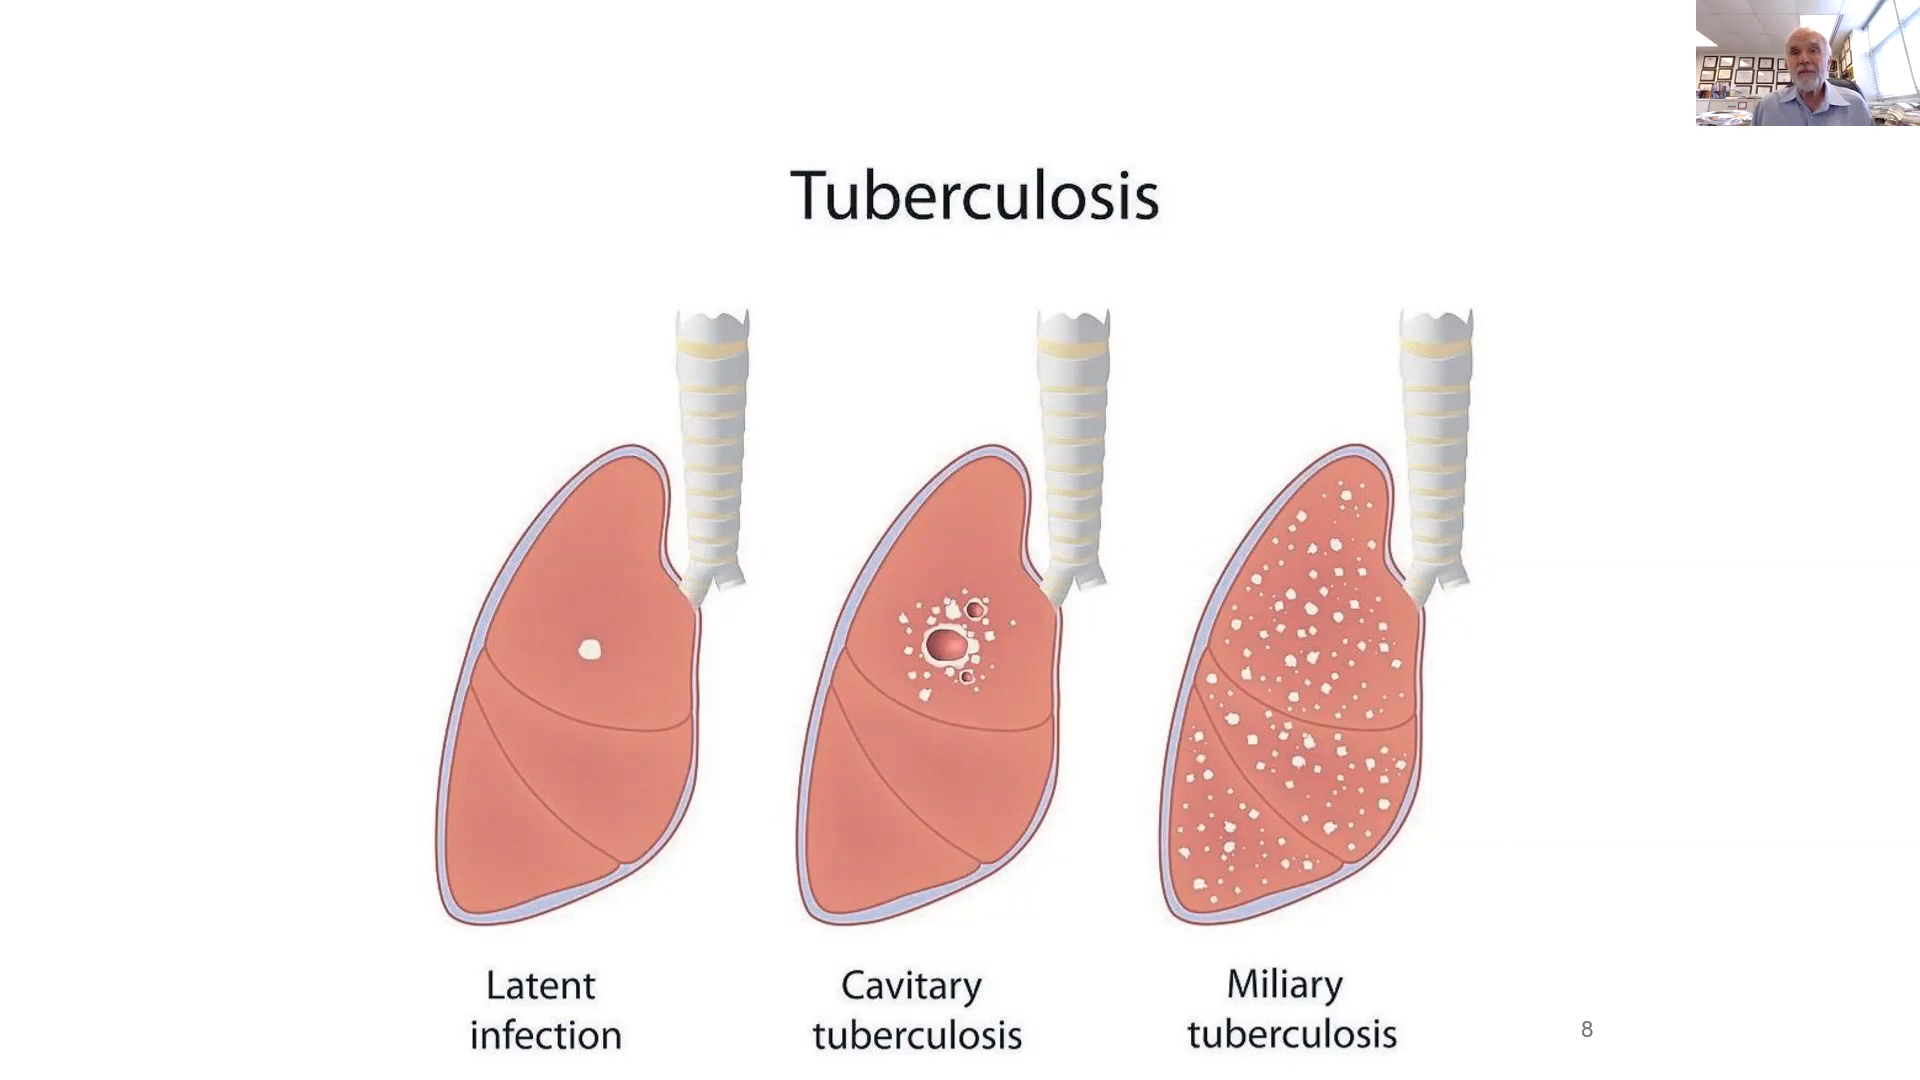 Tuberculosis
Latent
infection
Cavitary
tuberculosis
Miliary
tuberculosis
8